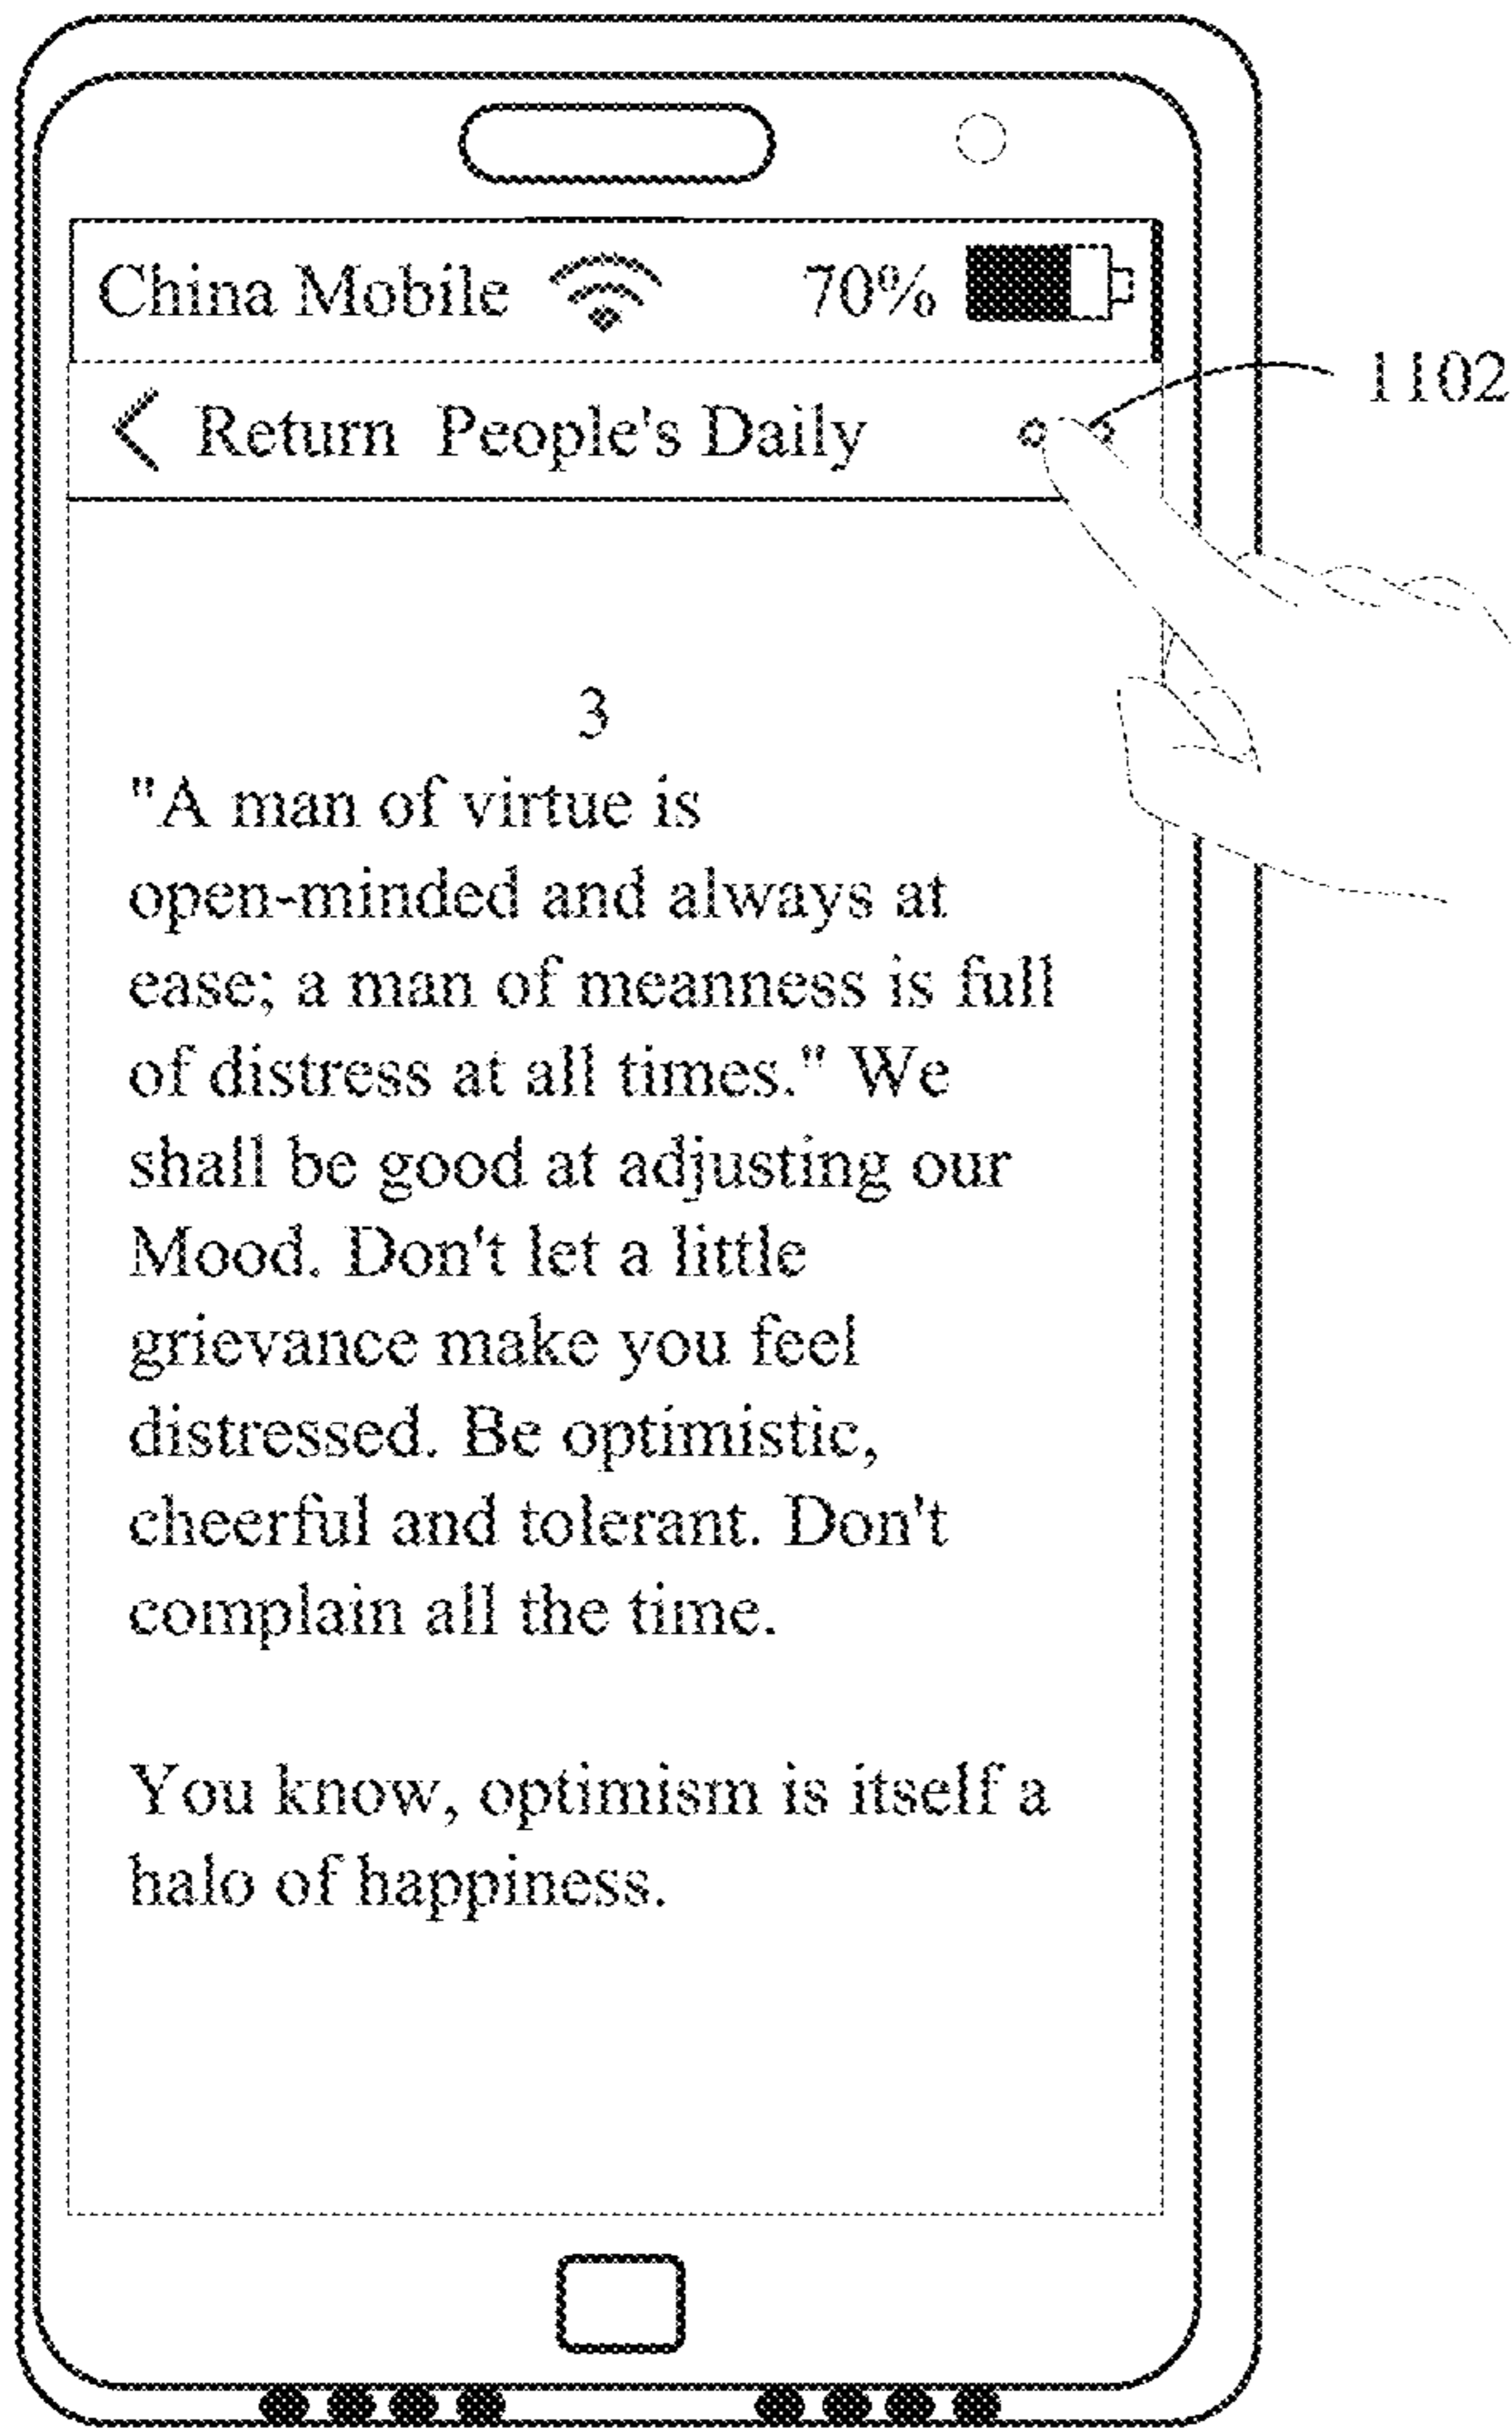 China Mobile 70%
< Return People's Daily
1102
3
"A man of virtue is
open-minded and always at
ease; a man of meanness is full
of distress at all times." We
shall be good at adjusting our
Mood. Don't let a little
grievance make you feel
distressed. Be optimistic,
cheerful and tolerant. Don't
complain all the time.
You know, optimism is itself a
halo of happiness.